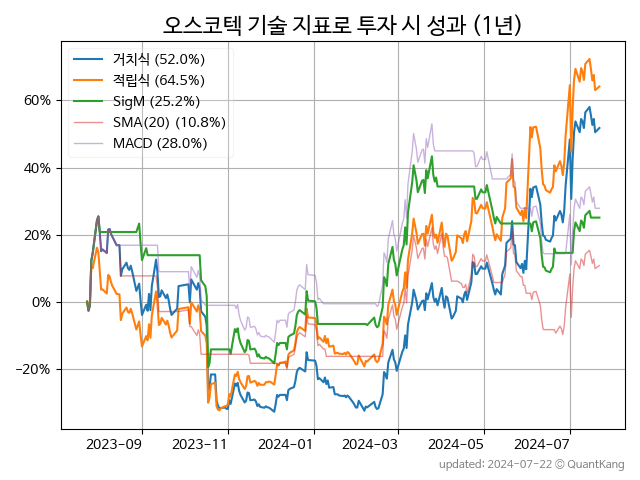 오스코텍 기술 지표로 투자 시 성과 (1년)
거치식 (52.0%)
적립식 (64.5%)
SigM (25.2%)
SMA(20) (10.8%)
MACD (28.0%)
60%
40%
20%
0%
−20%
2023-09
2023-11
2024-01
2024-03
2024-05
2024-07
updated: 2024-07-22 © QuantKang